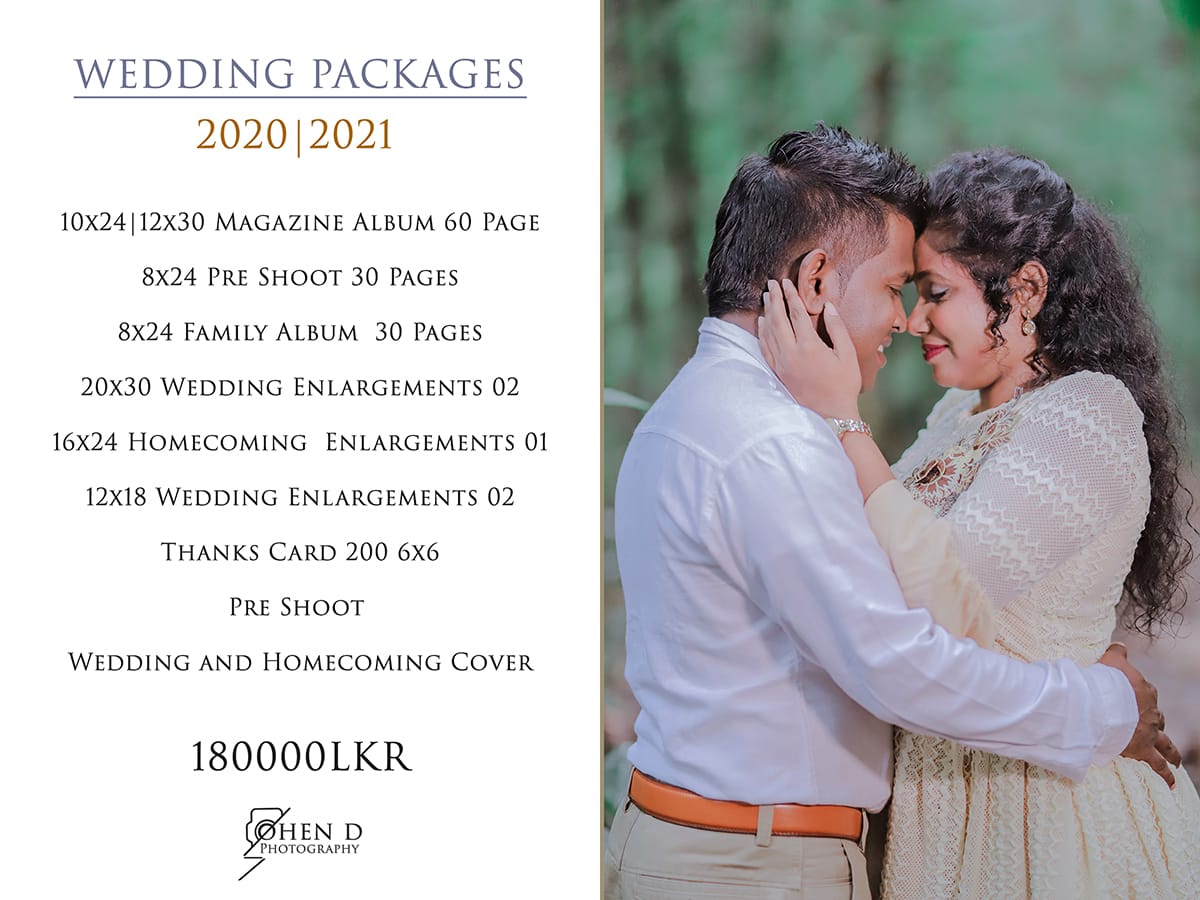 WEDDING PACKAGES
2020|2021
10x24|12x30 Magazine Album 60 Page
8x24 Pre Shoot 30 Pages
8x24 Family Album 30 Pages
20x30 Wedding Enlargements 02
16x24 Homecoming Enlargements 01
12x18 Wedding Enlargements 02
Thanks Card 200 6x6
Pre Shoot
Wedding and Homecoming Cover
180000LKR
Cohen D
Photography